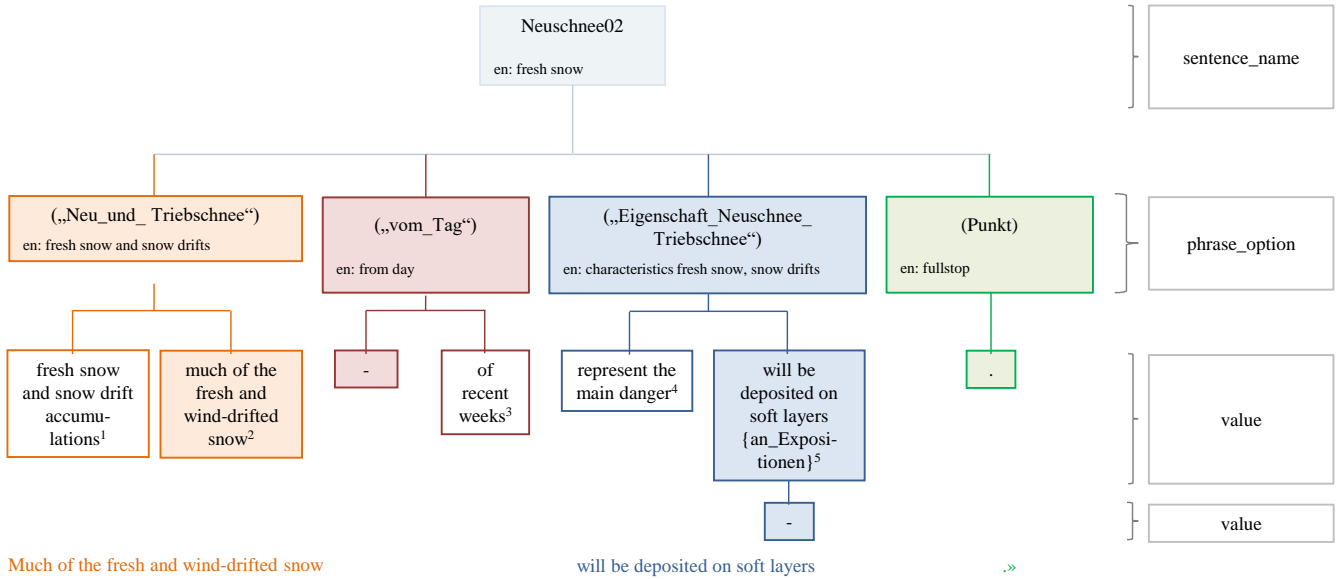 Neuschnee02
en: fresh snow
sentence_name
(„Neu_und_ Triebschnee“)
en: fresh snow and snow drifts
(„vom_Tag“)
en: from day
(„Eigenschaft_Neuschnee_
Triebschnee“)
en: characteristics fresh snow, snow drifts
(Punkt)
en: fullstop
phrase_option
fresh snow
and snow drift
accumu-
lations¹
much of the
fresh and
wind-drifted
snow²
-
of
recent
weeks³
represent the
main danger⁴
will be
deposited on
soft layers
{an_Exposi-
tionen}⁵
.
value
-
value
Much of the fresh and wind-drifted snow
will be deposited on soft layers
.»